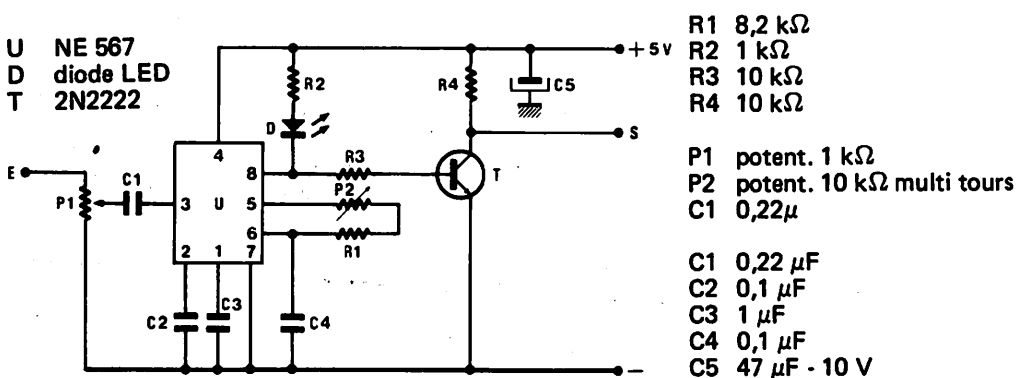 U NE 567
D diode LED
T 2N2222
R2
R4
+5V
C5
D
S
E
P1
C1
4
8
R3
T
3
U
5
P2
6
R1
2
1
7
C2
C3
C4
−
R1 8,2 kΩ
R2 1 kΩ
R3 10 kΩ
R4 10 kΩ
P1 potent. 1 kΩ
P2 potent. 10 kΩ multi tours
C1 0,22µ
C1 0,22 µF
C2 0,1 µF
C3 1 µF
C4 0,1 µF
C5 47 µF - 10 V